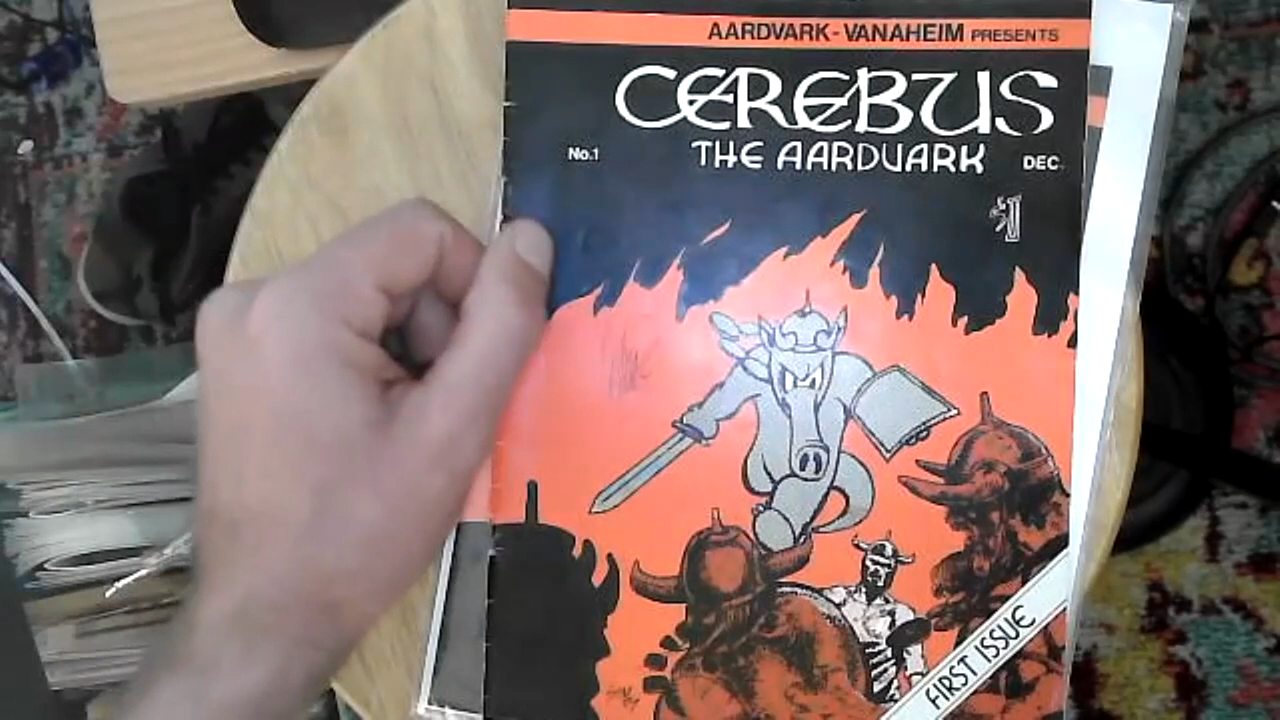 AARDVARK-VANAHEIM PRESENTS
CEREBUS
THE AARDVARK
No.1
DEC.
FIRST ISSUE